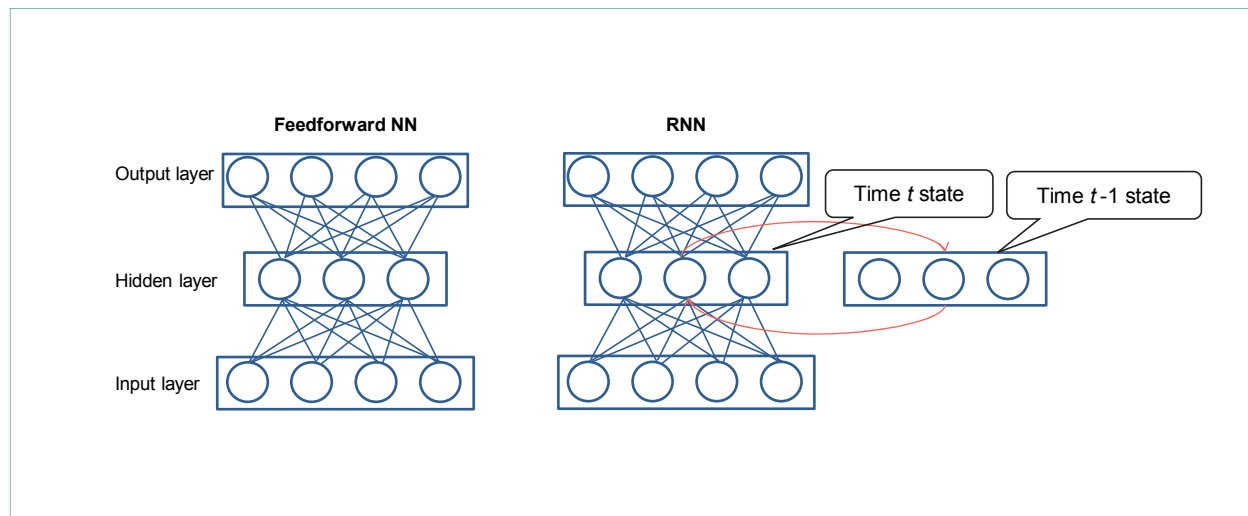 Feedforward NN
RNN
Output layer
Time t state
Time t-1 state
Hidden layer
Input layer